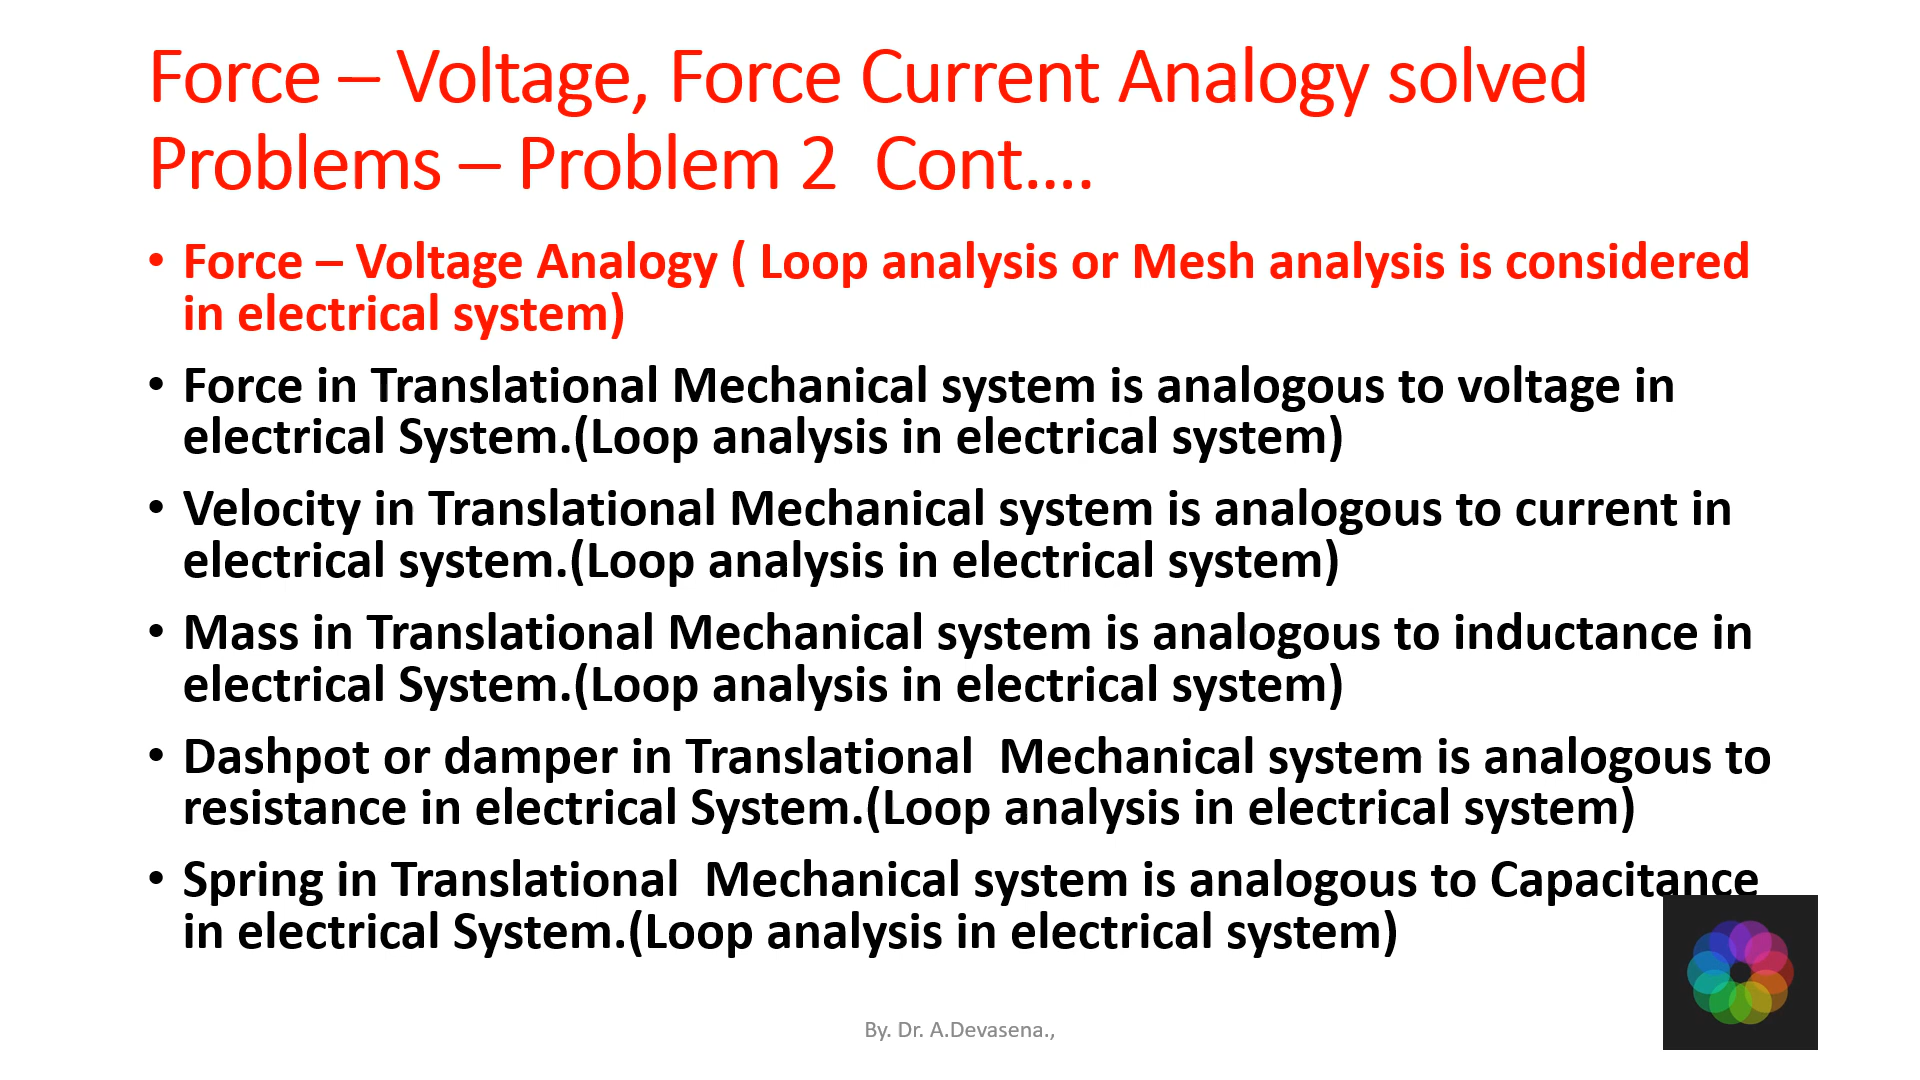 Force – Voltage, Force Current Analogy solved
Problems – Problem 2  Cont....
• Force – Voltage Analogy ( Loop analysis or Mesh analysis is considered
in electrical system)
• Force in Translational Mechanical system is analogous to voltage in
electrical System.(Loop analysis in electrical system)
• Velocity in Translational Mechanical system is analogous to current in
electrical system.(Loop analysis in electrical system)
• Mass in Translational Mechanical system is analogous to inductance in
electrical System.(Loop analysis in electrical system)
• Dashpot or damper in Translational  Mechanical system is analogous to
resistance in electrical System.(Loop analysis in electrical system)
• Spring in Translational  Mechanical system is analogous to Capacitance
in electrical System.(Loop analysis in electrical system)
By. Dr. A.Devasena.,